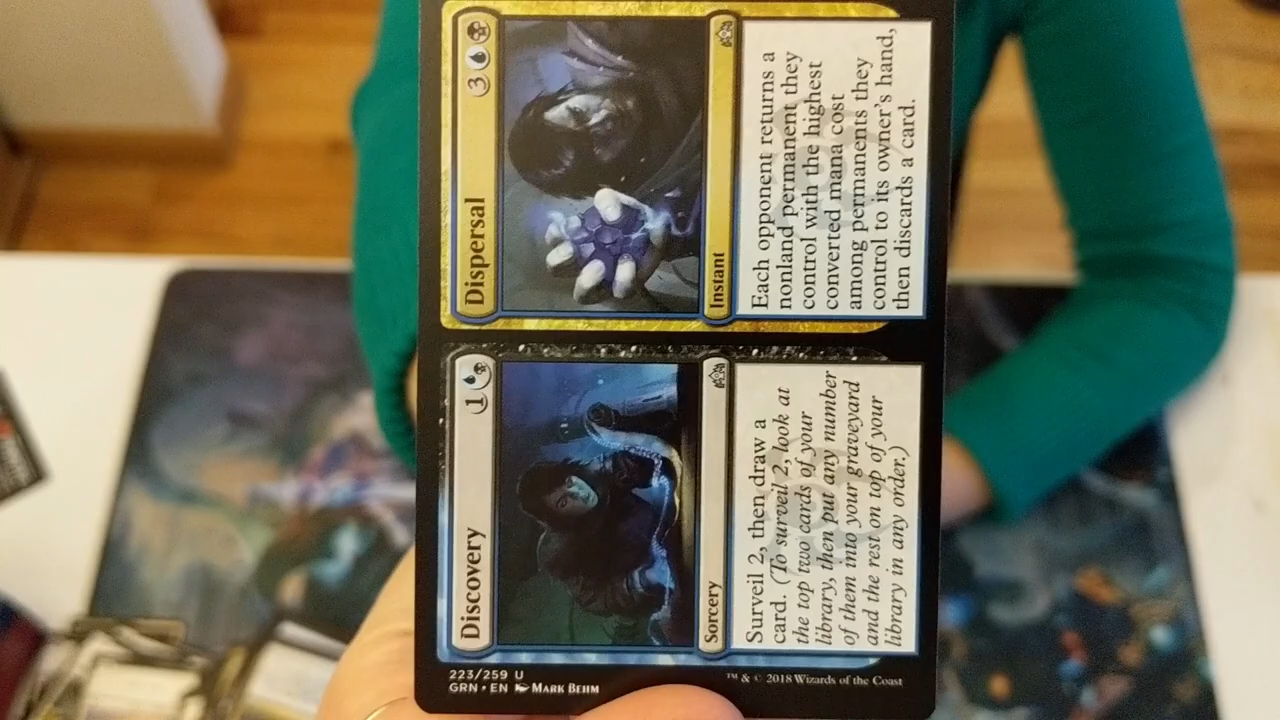 Discovery 1
Sorcery
Surveil 2, then draw a
card. (To surveil 2, look at
the top two cards of your
library, then put any number
of them into your graveyard
and the rest on top of your
library in any order.)
Dispersal 3
Instant
Each opponent returns a
nonland permanent they
control with the highest
converted mana cost
among permanents they
control to its owner's hand,
then discards a card.
223/259 U
GRN • EN Mark Behm
™ & © 2018 Wizards of the Coast